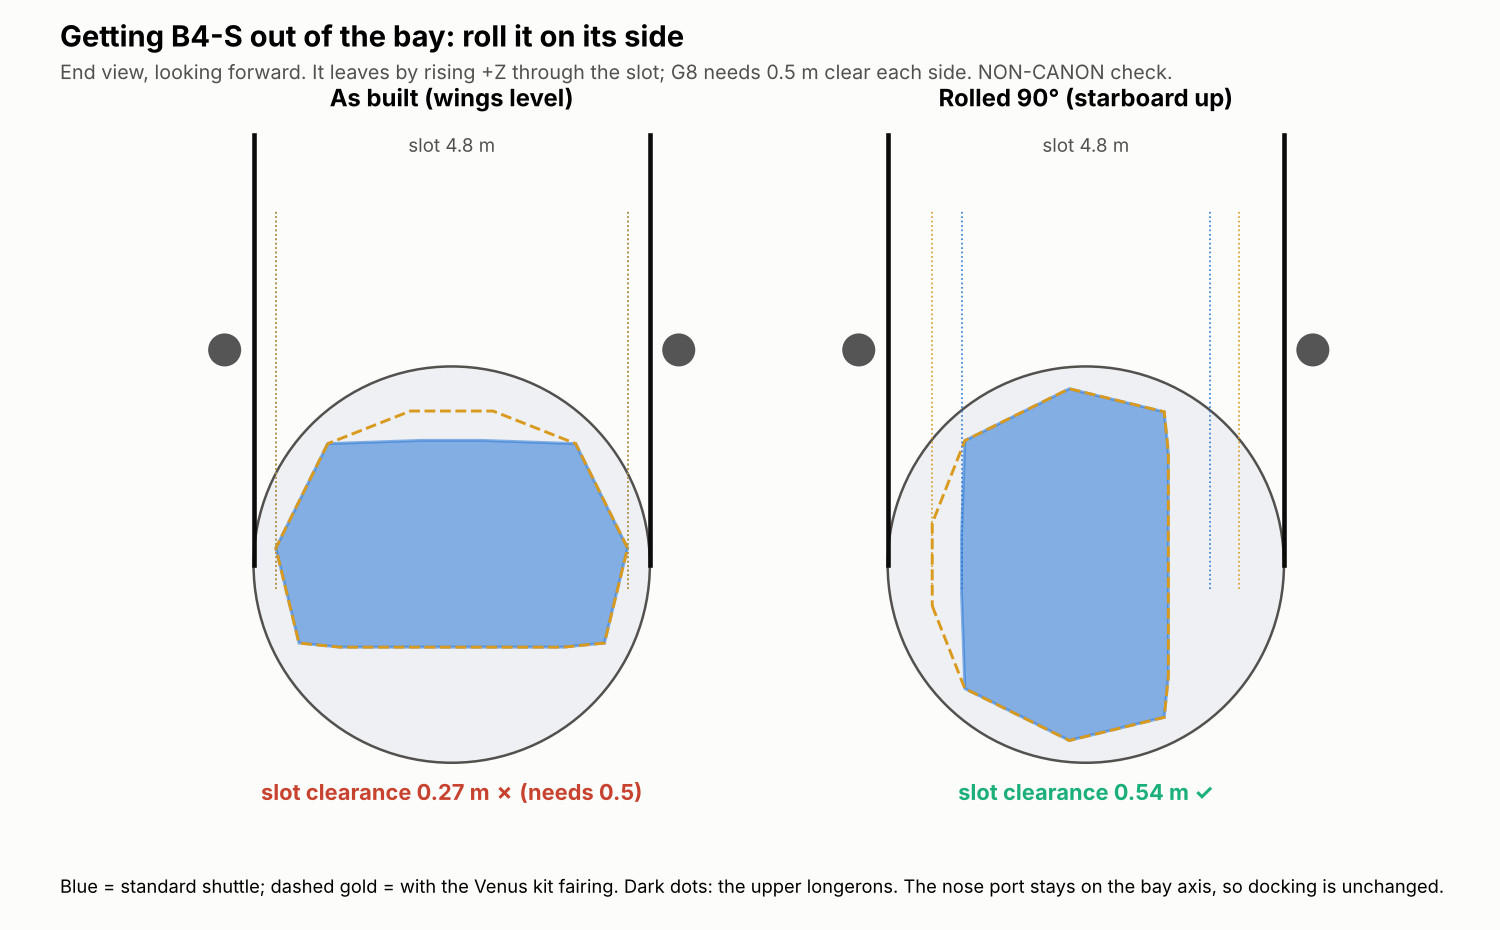 Getting B4-S out of the bay: roll it on its side
End view, looking forward. It leaves by rising +Z through the slot; G8 needs 0.5 m clear each side. NON-CANON check.
As built (wings level)
Rolled 90° (starboard up)
slot 4.8 m
slot 4.8 m
slot clearance 0.27 m × (needs 0.5)
slot clearance 0.54 m ✓
Blue = standard shuttle; dashed gold = with the Venus kit fairing. Dark dots: the upper longerons. The nose port stays on the bay axis, so docking is unchanged.